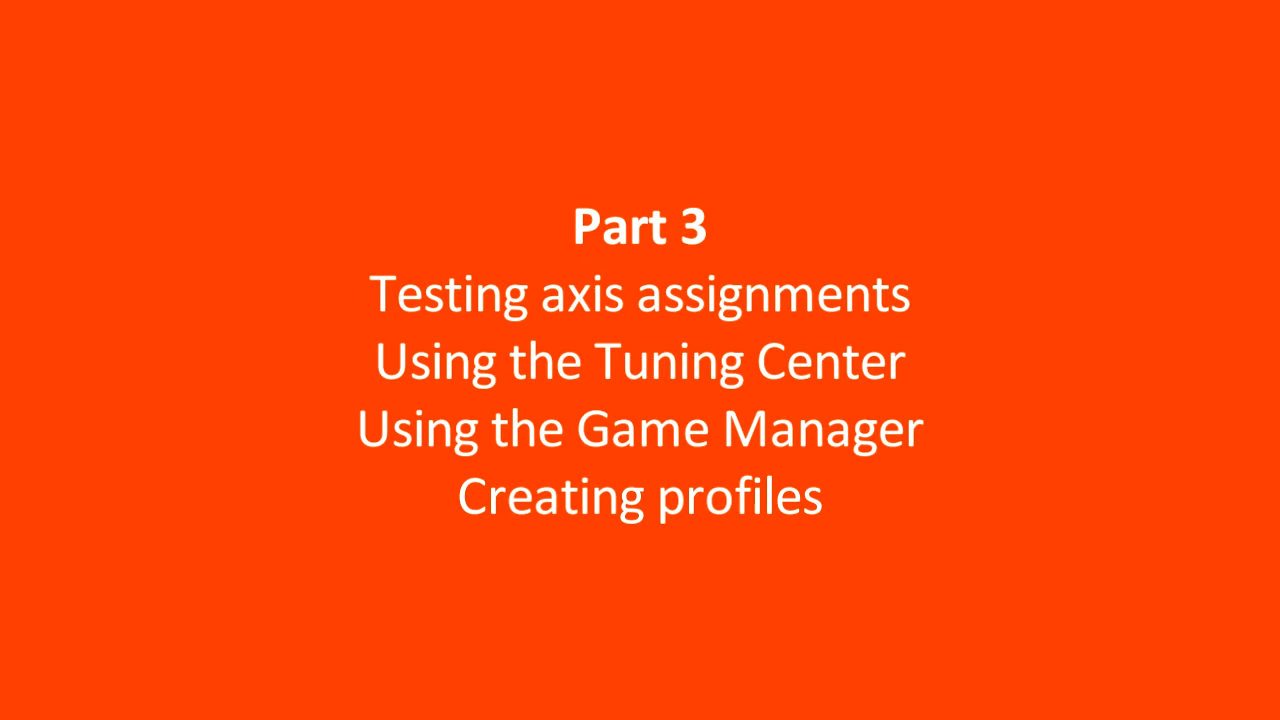 Part 3
Testing axis assignments
Using the Tuning Center
Using the Game Manager
Creating profiles